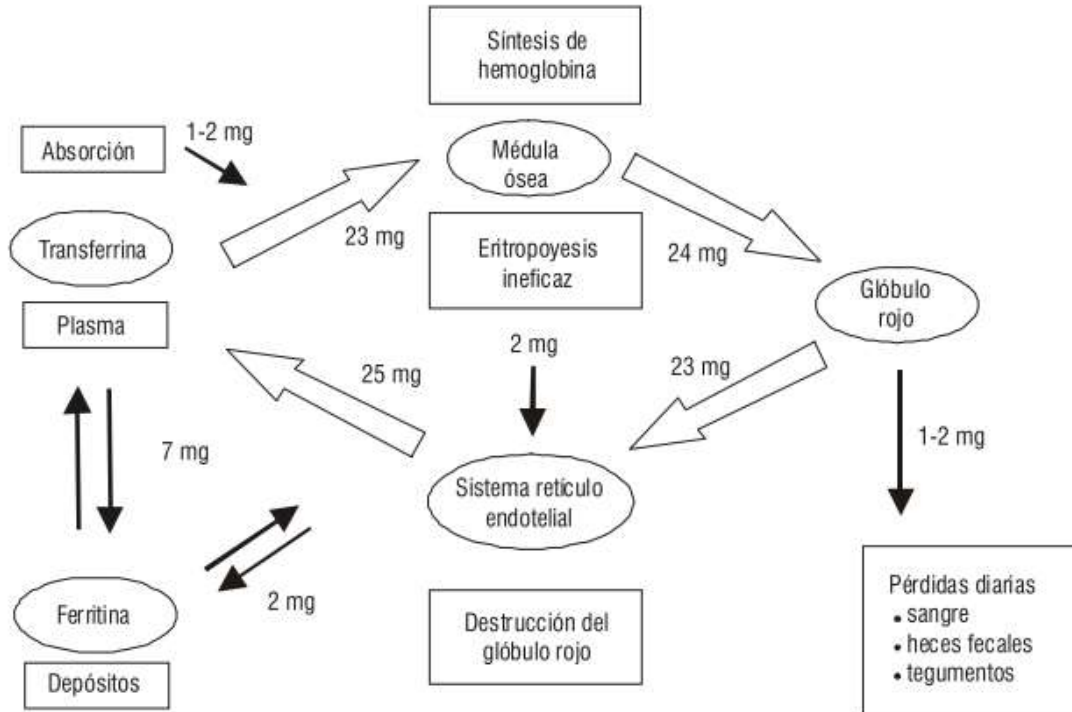 Síntesis de
hemoglobina
Absorción
1-2 mg
Médula
ósea
Transferrina
23 mg
Eritropoyesis
ineficaz
24 mg
Glóbulo
rojo
Plasma
25 mg
2 mg
23 mg
7 mg
1-2 mg
Sistema retículo
endotelial
2 mg
Ferritina
Depósitos
Destrucción del
glóbulo rojo
Pérdidas diarias
• sangre
• heces fecales
• tegumentos